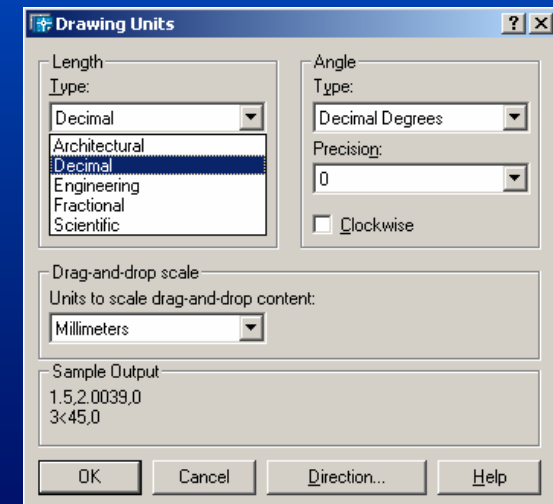 Drawing Units
Length
Type:
Decimal
Architectural
Decimal
Engineering
Fractional
Scientific
Angle
Type:
Decimal Degrees
Precision:
0
Clockwise
Drag-and-drop scale
Units to scale drag-and-drop content:
Millimeters
Sample Output
1.5,2.0039,0
3<45,0
OK Cancel Direction... Help